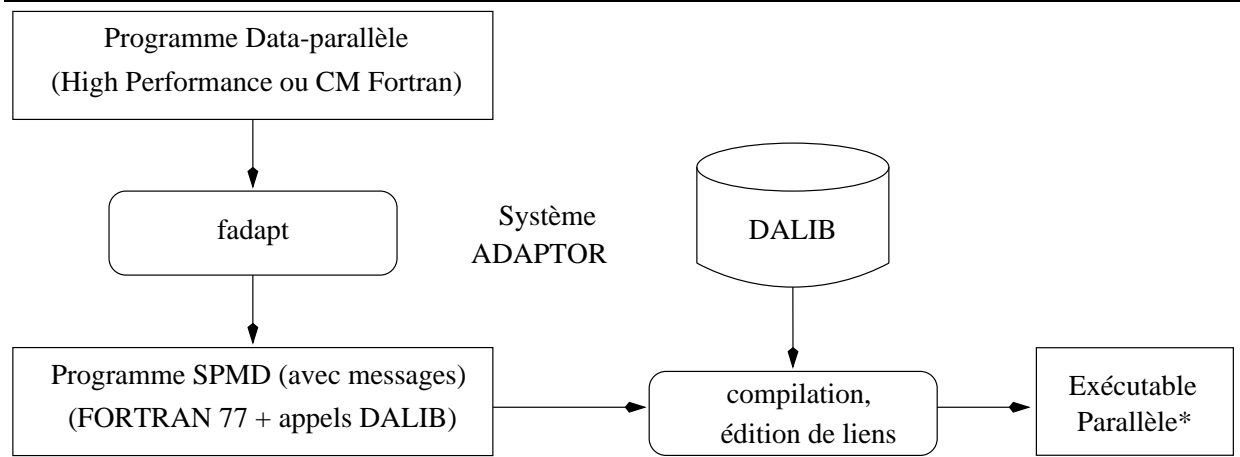 Programme Data-parallèle
(High Performance ou CM Fortran)
fadapt
Système
ADAPTOR
DALIB
Programme SPMD (avec messages)
(FORTRAN 77 + appels DALIB)
compilation,
édition de liens
Exécutable
Parallèle*